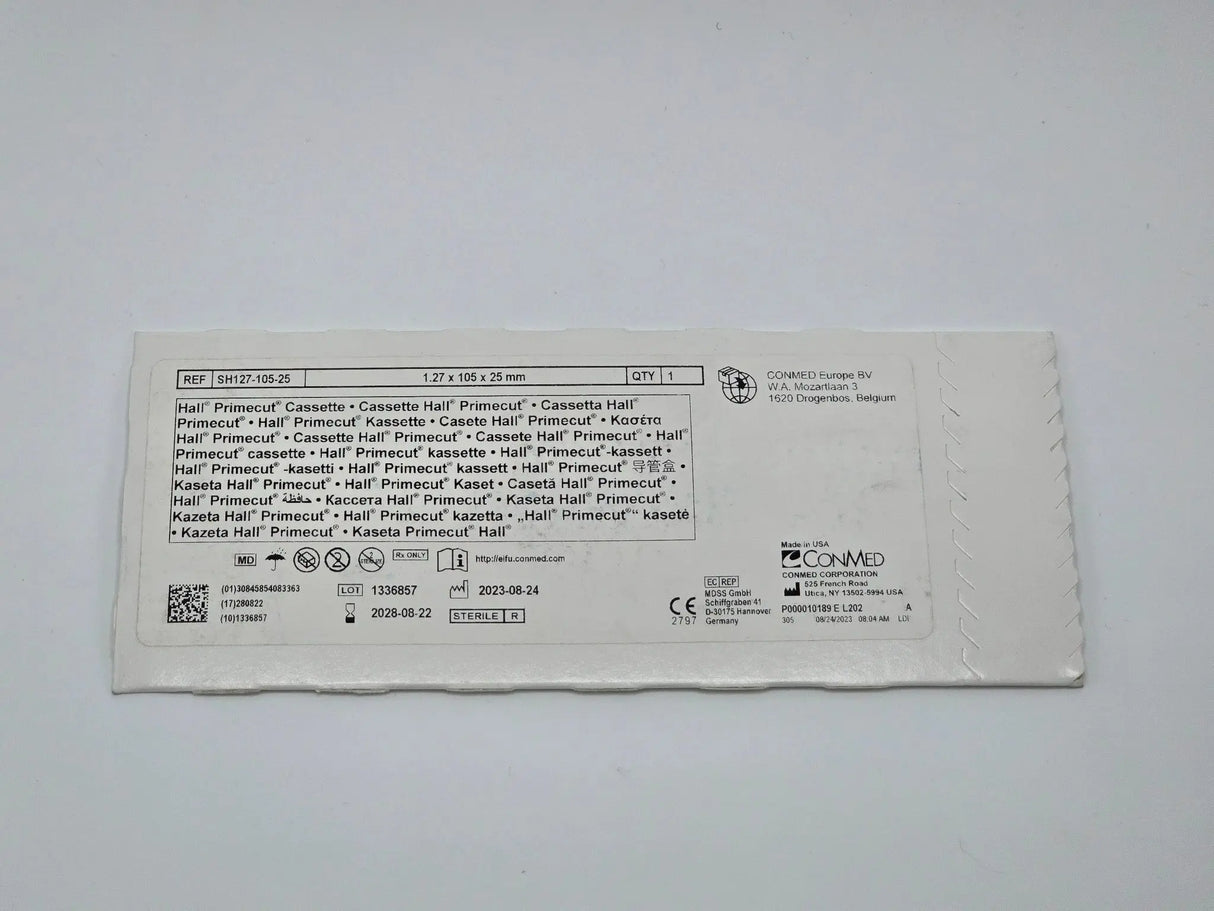 REF SH127-105-25 1.27 x 105 x 25 mm QTY 1
CONMED Europe BV
W.A. Mozartlaan 3
1620 Drogenbos, Belgium
Hall® Primecut® Cassette • Cassette Hall® Primecut® • Cassetta Hall®
Primecut® • Hall® Primecut® Kassette • Casete Hall® Primecut® • Κασέτα
Hall® Primecut® • Cassette Hall® Primecut® • Cassete Hall® Primecut® • Hall®
Primecut® cassette • Hall® Primecut® kassette • Hall® Primecut®-kassett •
Hall® Primecut® -kasetti • Hall® Primecut® kassett • Hall® Primecut® 导管盒 •
Kaseta Hall® Primecut® • Hall® Primecut® Kaset • Casetă Hall® Primecut® •
Hall® Primecut® حافظة • Кассета Hall® Primecut® • Kaseta Hall® Primecut® •
Kazeta Hall® Primecut® • Hall® Primecut® kazetta • „Hall® Primecut®“ kasetė
• Kazeta Hall® Primecut® • Kaseta Primecut® Hall®
MD Rx ONLY http://eifu.conmed.com
(01)30845854083363
(17)280822
(10)1336857
LOT 1336857 2023-08-24
2028-08-22 STERILE R
CE
2797
EC REP
MDSS GmbH
Schiffgraben 41
D-30175 Hannover
Germany
Made in USA
CONMED
CONMED CORPORATION
525 French Road
Utica, NY 13502-5994 USA
P000010189 E L202 A
305 08/24/2023 08:04 AM LDI